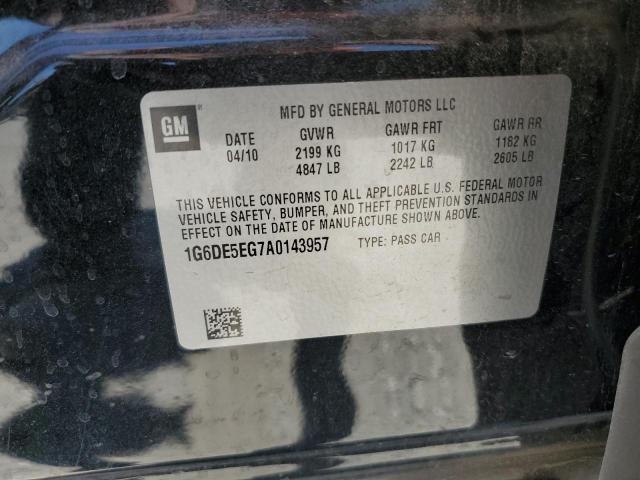 GM
MFD BY GENERAL MOTORS LLC
DATE GVWR GAWR FRT GAWR RR
04/10 2199 KG 1017 KG 1182 KG
4847 LB 2242 LB 2605 LB
THIS VEHICLE CONFORMS TO ALL APPLICABLE U.S. FEDERAL MOTOR
VEHICLE SAFETY, BUMPER, AND THEFT PREVENTION STANDARDS IN
EFFECT ON THE DATE OF MANUFACTURE SHOWN ABOVE.
1G6DE5EG7A0143957 TYPE: PASS CAR